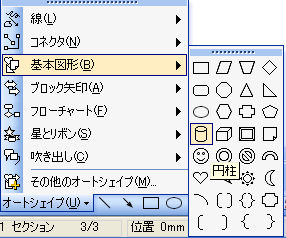 線(L)
コネクタ(N)
基本図形(B)
ブロック矢印(A)
フローチャート(F)
星とリボン(S)
吹き出し(C)
円柱
その他のオートシェイプ(M)...
オートシェイプ(U)
1 セクション 3/3 位置 0mm